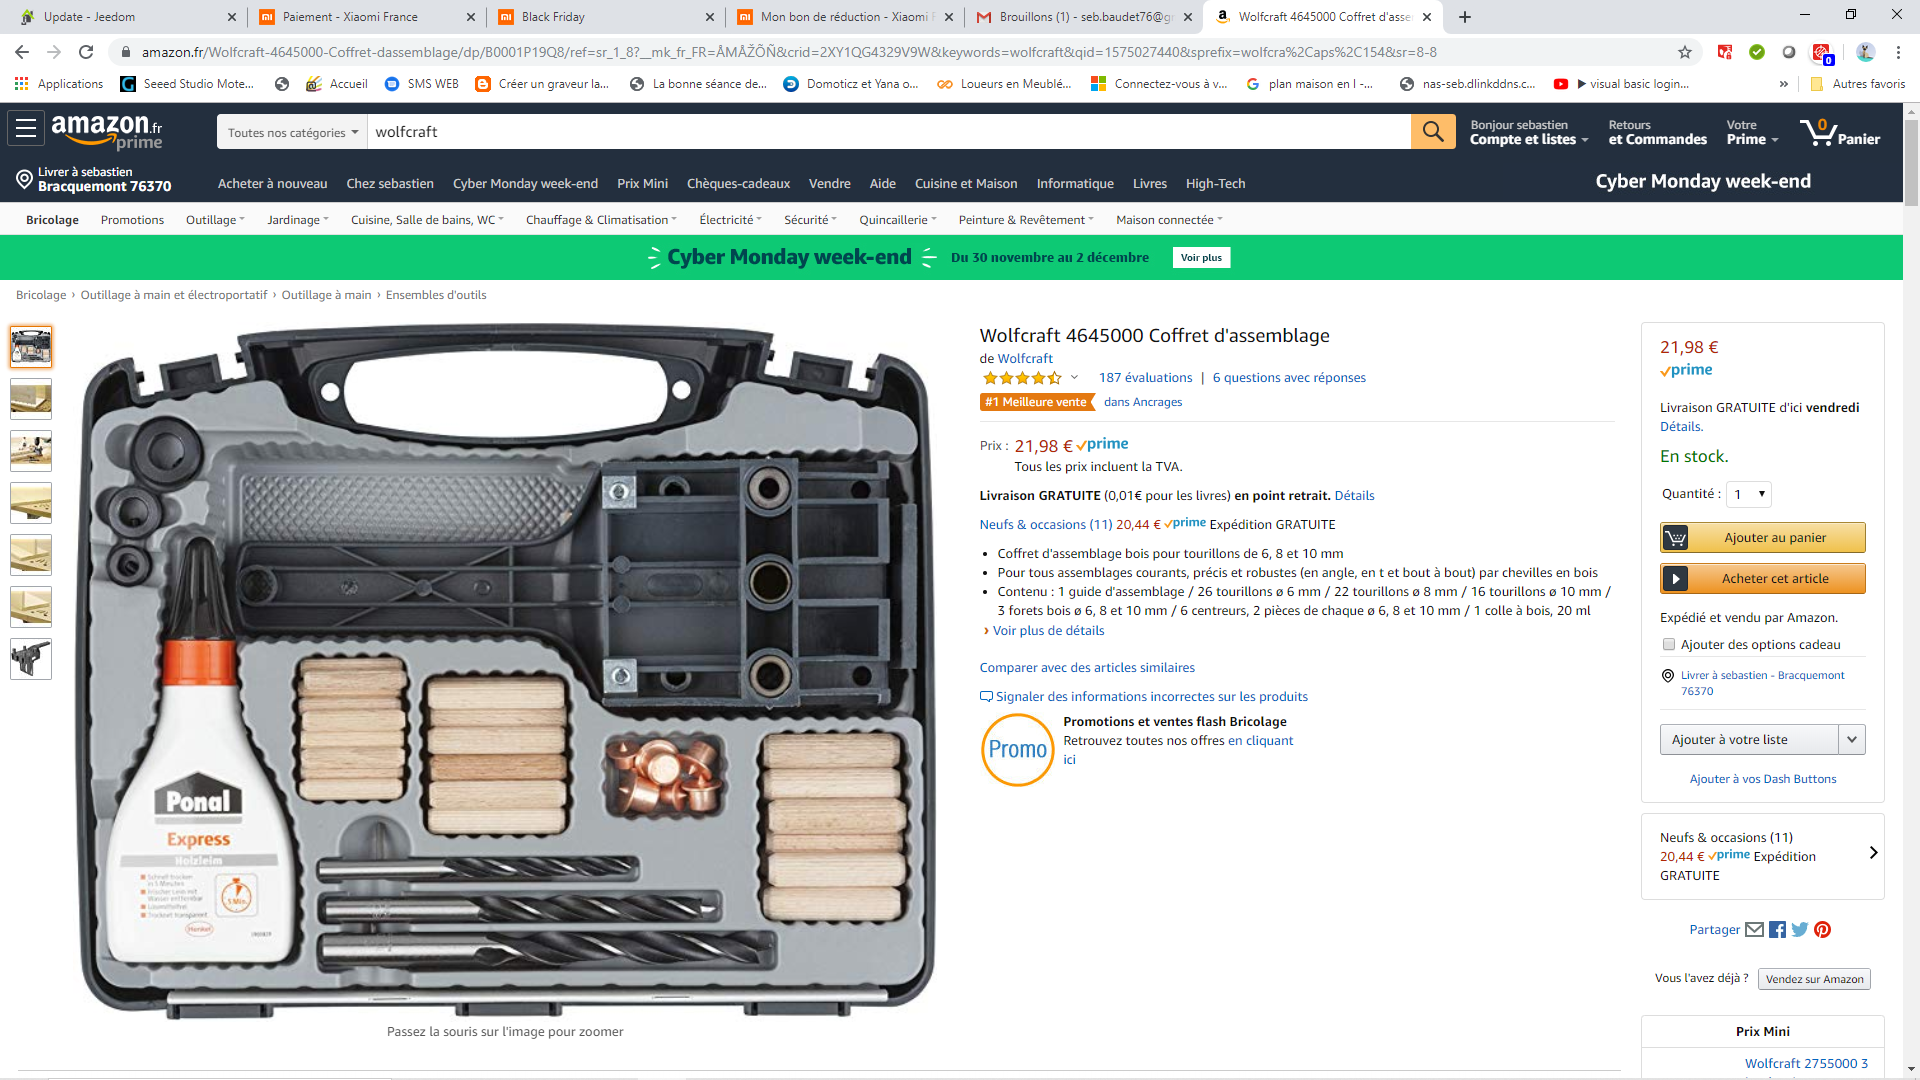 Update - Jeedom
Paiement - Xiaomi France
Black Friday
Mon bon de réduction - Xiaomi F
Brouillons (1) - seb.baudet76@g
Wolfcraft 4645000 Coffret d'asse
amazon.fr/Wolfcraft-4645000-Coffret-dassemblage/dp/B0001P19Q8/ref=sr_1_8?__mk_fr_FR=ÅMÅŽÕÑ&crid=2XY1QG4329V9W&keywords=wolfcraft&qid=1575027440&sprefix=wolfcra%2Caps%2C154&sr=8-8
0
Applications
Seeed Studio Mote...
Accueil
SMS WEB
Créer un graveur la...
La bonne séance de...
Domoticz et Yana o...
Loueurs en Meublé...
Connectez-vous à v...
plan maison en l -...
nas-seb.dlinkddns.c...
visual basic login...
Autres favoris
amazon.fr
prime
Toutes nos catégories
wolfcraft
Bonjour sebastien
Compte et listes
Retours
et Commandes
Votre
Prime
0
Panier
Livrer à sebastien
Bracquemont 76370
Acheter à nouveau
Chez sebastien
Cyber Monday week-end
Prix Mini
Chèques-cadeaux
Vendre
Aide
Cuisine et Maison
Informatique
Livres
High-Tech
Cyber Monday week-end
Bricolage
Promotions
Outillage
Jardinage
Cuisine, Salle de bains, WC
Chauffage & Climatisation
Électricité
Sécurité
Quincaillerie
Peinture & Revêtement
Maison connectée
Cyber Monday week-end
Du 30 novembre au 2 décembre
Voir plus
Bricolage › Outillage à main et électroportatif › Outillage à main › Ensembles d'outils
Ponal
Express
Holzleim
5 Min.
Henkel
Passez la souris sur l'image pour zoomer
Wolfcraft 4645000 Coffret d'assemblage
de Wolfcraft
187 évaluations | 6 questions avec réponses
#1 Meilleure vente dans Ancrages
Prix : 21,98 € prime
Tous les prix incluent la TVA.
Livraison GRATUITE (0,01€ pour les livres) en point retrait. Détails
Neufs & occasions (11) 20,44 € prime Expédition GRATUITE
• Coffret d'assemblage bois pour tourillons de 6, 8 et 10 mm
• Pour tous assemblages courants, précis et robustes (en angle, en t et bout à bout) par chevilles en bois
• Contenu : 1 guide d'assemblage / 26 tourillons ø 6 mm / 22 tourillons ø 8 mm / 16 tourillons ø 10 mm /
3 forets bois ø 6, 8 et 10 mm / 6 centreurs, 2 pièces de chaque ø 6, 8 et 10 mm / 1 colle à bois, 20 ml
› Voir plus de détails
Comparer avec des articles similaires
Signaler des informations incorrectes sur les produits
Promo
Promotions et ventes flash Bricolage
Retrouvez toutes nos offres en cliquant
ici
21,98 €
prime
Livraison GRATUITE d'ici vendredi
Détails.
En stock.
Quantité : 1
Ajouter au panier
Acheter cet article
Expédié et vendu par Amazon.
Ajouter des options cadeau
Livrer à sebastien - Bracquemont
76370
Ajouter à votre liste
Ajouter à vos Dash Buttons
Neufs & occasions (11)
20,44 € prime Expédition
GRATUITE
Partager
Vous l'avez déjà ? Vendez sur Amazon
Prix Mini
Wolfcraft 2755000 3